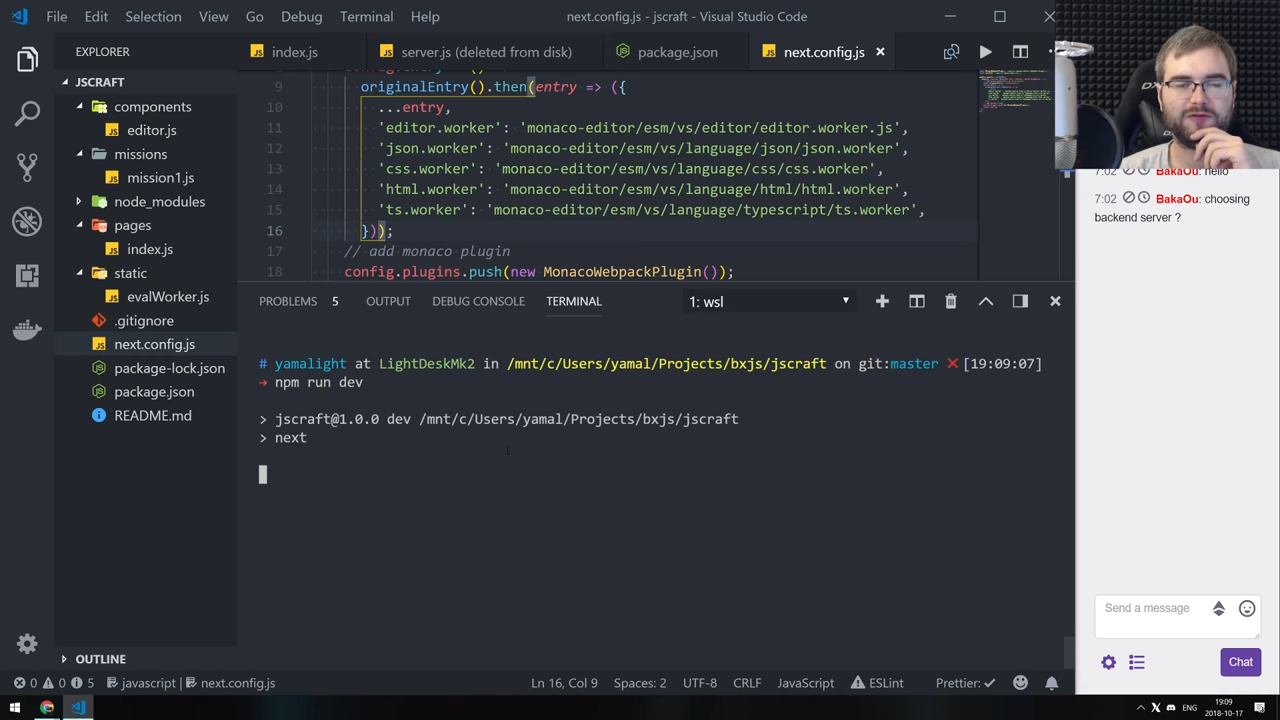 File Edit Selection View Go Debug Terminal Help
next.config.js - jscraft - Visual Studio Code
EXPLORER
index.js
server.js (deleted from disk)
package.json
next.config.js
JSCRAFT
components
editor.js
missions
mission1.js
node_modules
pages
index.js
static
evalWorker.js
.gitignore
next.config.js
package-lock.json
package.json
README.md
OUTLINE
9 originalEntry().then(entry => ({
10 ...entry,
11 'editor.worker': 'monaco-editor/esm/vs/editor/editor.worker.js',
12 'json.worker': 'monaco-editor/esm/vs/language/json/json.worker',
13 'css.worker': 'monaco-editor/esm/vs/language/css/css.worker',
14 'html.worker': 'monaco-editor/esm/vs/language/html/html.worker',
15 'ts.worker': 'monaco-editor/esm/vs/language/typescript/ts.worker',
16 }));
17 // add monaco plugin
18 config.plugins.push(new MonacoWebpackPlugin());
PROBLEMS 5 OUTPUT DEBUG CONSOLE TERMINAL 1: wsl
# yamalight at LightDeskMk2 in /mnt/c/Users/yamal/Projects/bxjs/jscraft on git:master ❌ [19:09:07]
→ npm run dev
> jscraft@1.0.0 dev /mnt/c/Users/yamal/Projects/bxjs/jscraft
> next
7:02 BakaOu: hello
7:02 BakaOu: choosing
backend server ?
Send a message
Chat
0 0 5 javascript next.config.js Ln 16, Col 9 Spaces: 2 UTF-8 CRLF JavaScript ESLint Prettier: ✓
ENG
19:09
2018-10-17